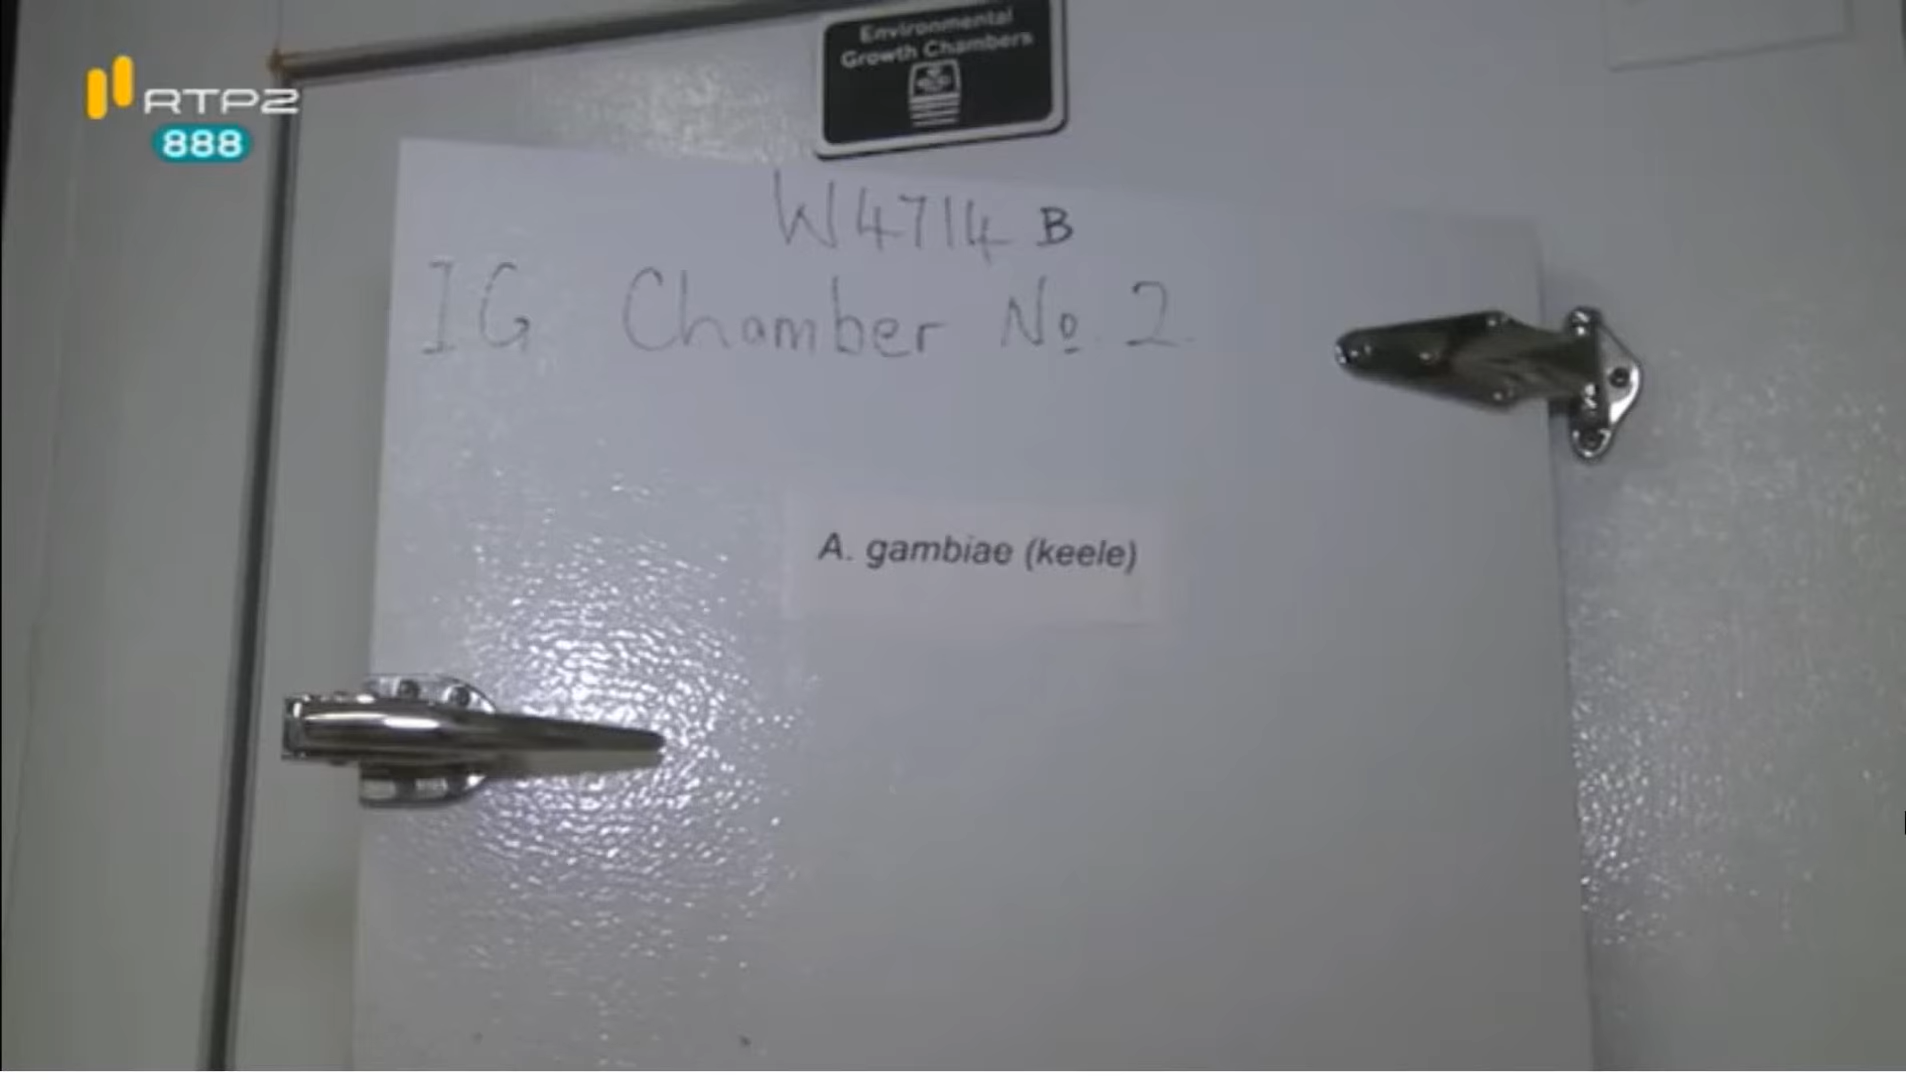 RTP2
888
Environmental
Growth Chambers
W4714 B
IG Chamber No. 2
A. gambiae (keele)